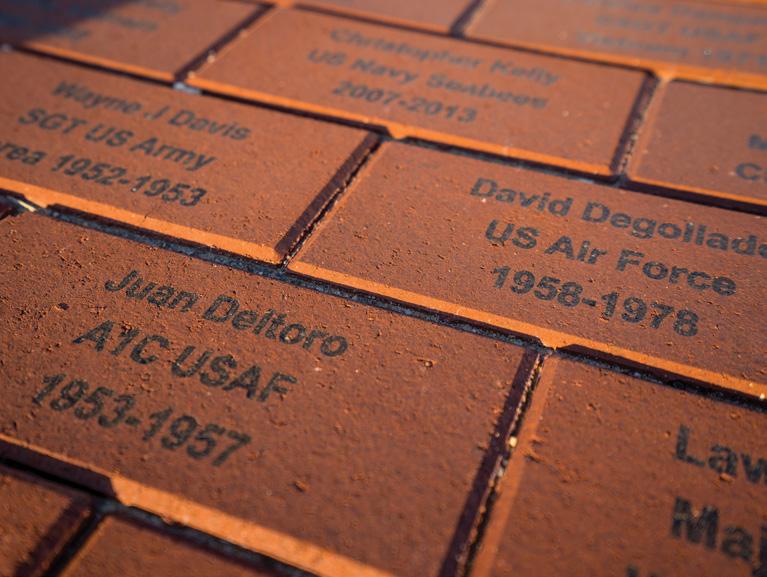 Christopher Kelly
US Navy Seabees
2007-2013
Wayne J Davis
SGT US Army
1952-1953
David Degollado
US Air Force
1958-1978
Juan Deltoro
A1C USAF
1953-1957